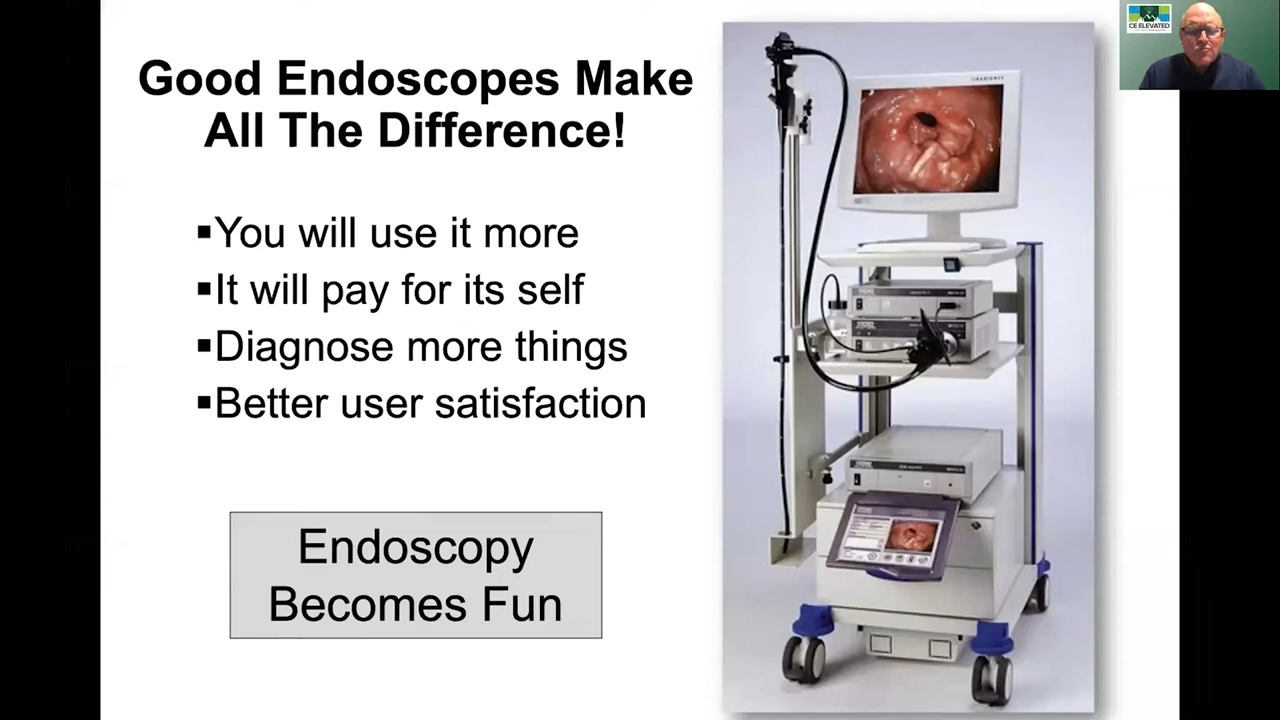 Good Endoscopes Make
All The Difference!
▪You will use it more
▪It will pay for its self
▪Diagnose more things
▪Better user satisfaction
Endoscopy
Becomes Fun
CE ELEVATED